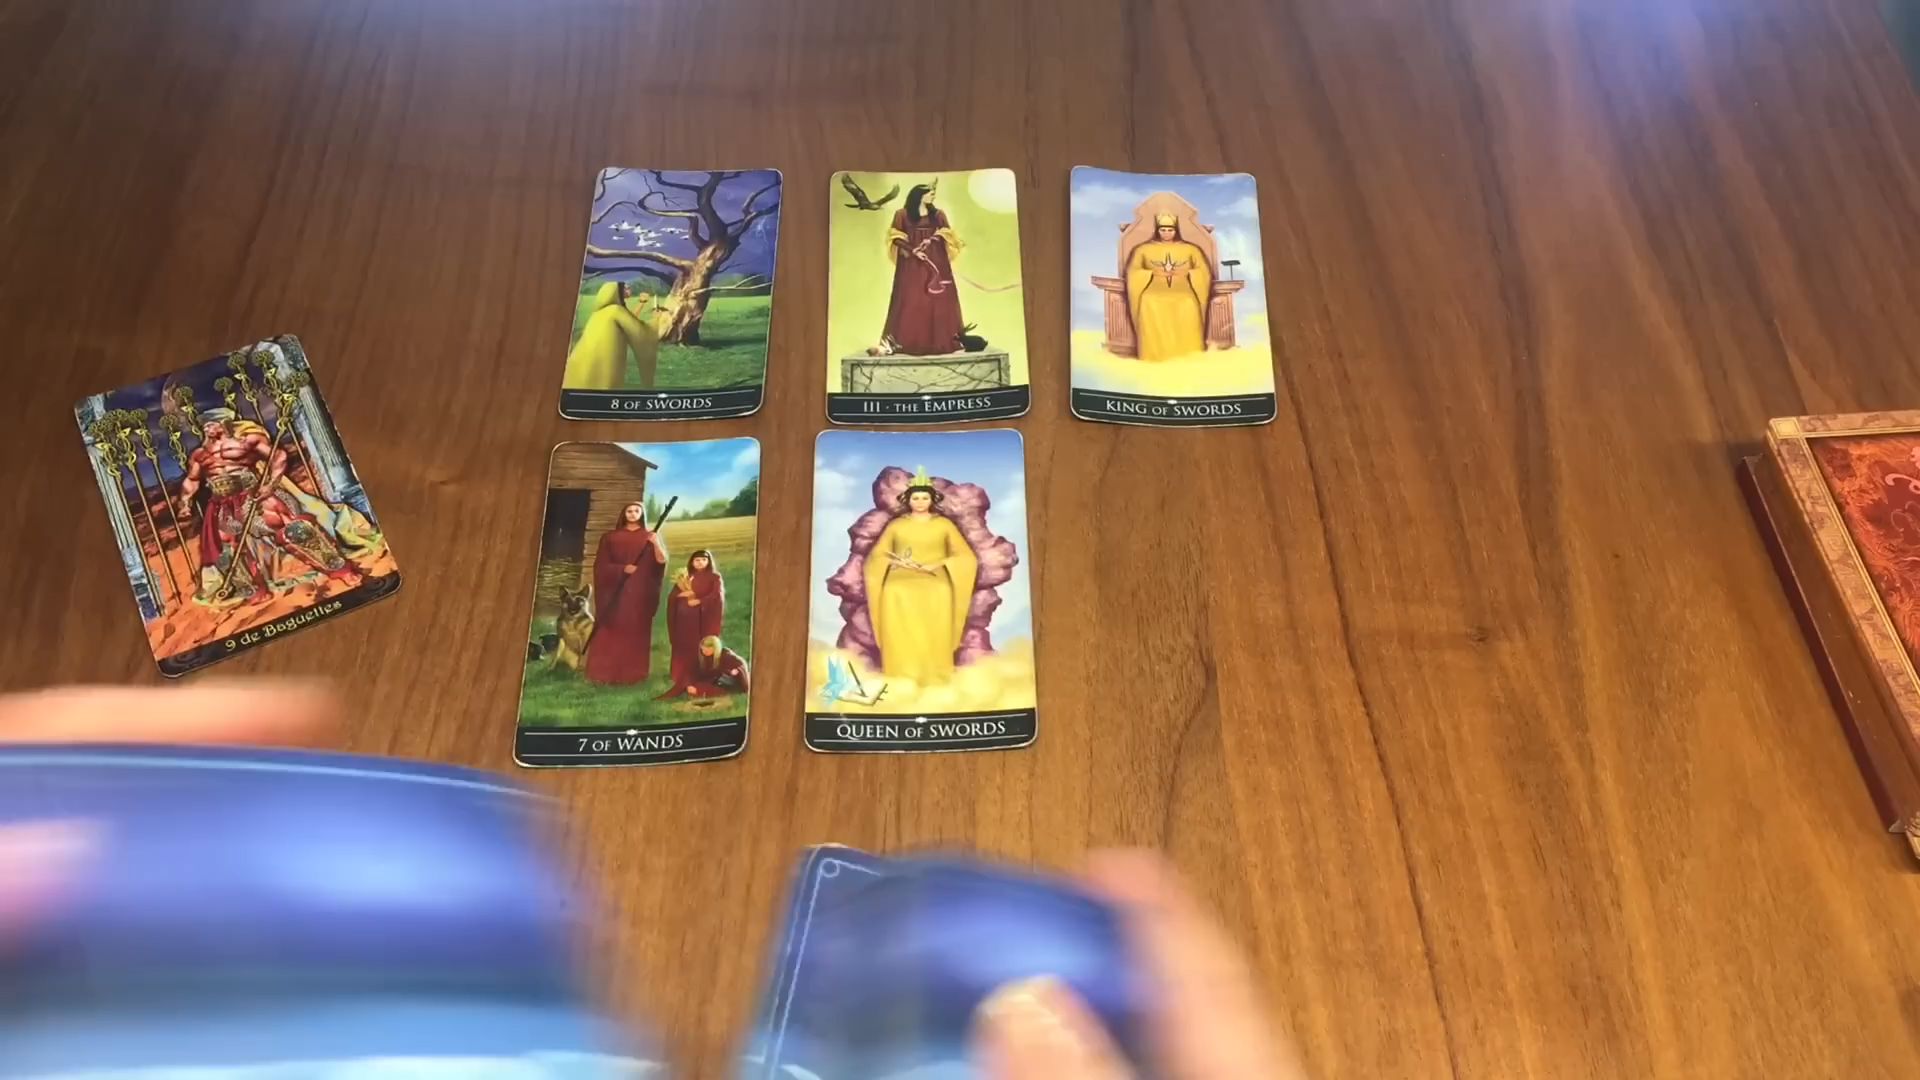 8 OF SWORDS
III · THE EMPRESS
KING OF SWORDS
9 de Baguettes
7 OF WANDS
QUEEN OF SWORDS